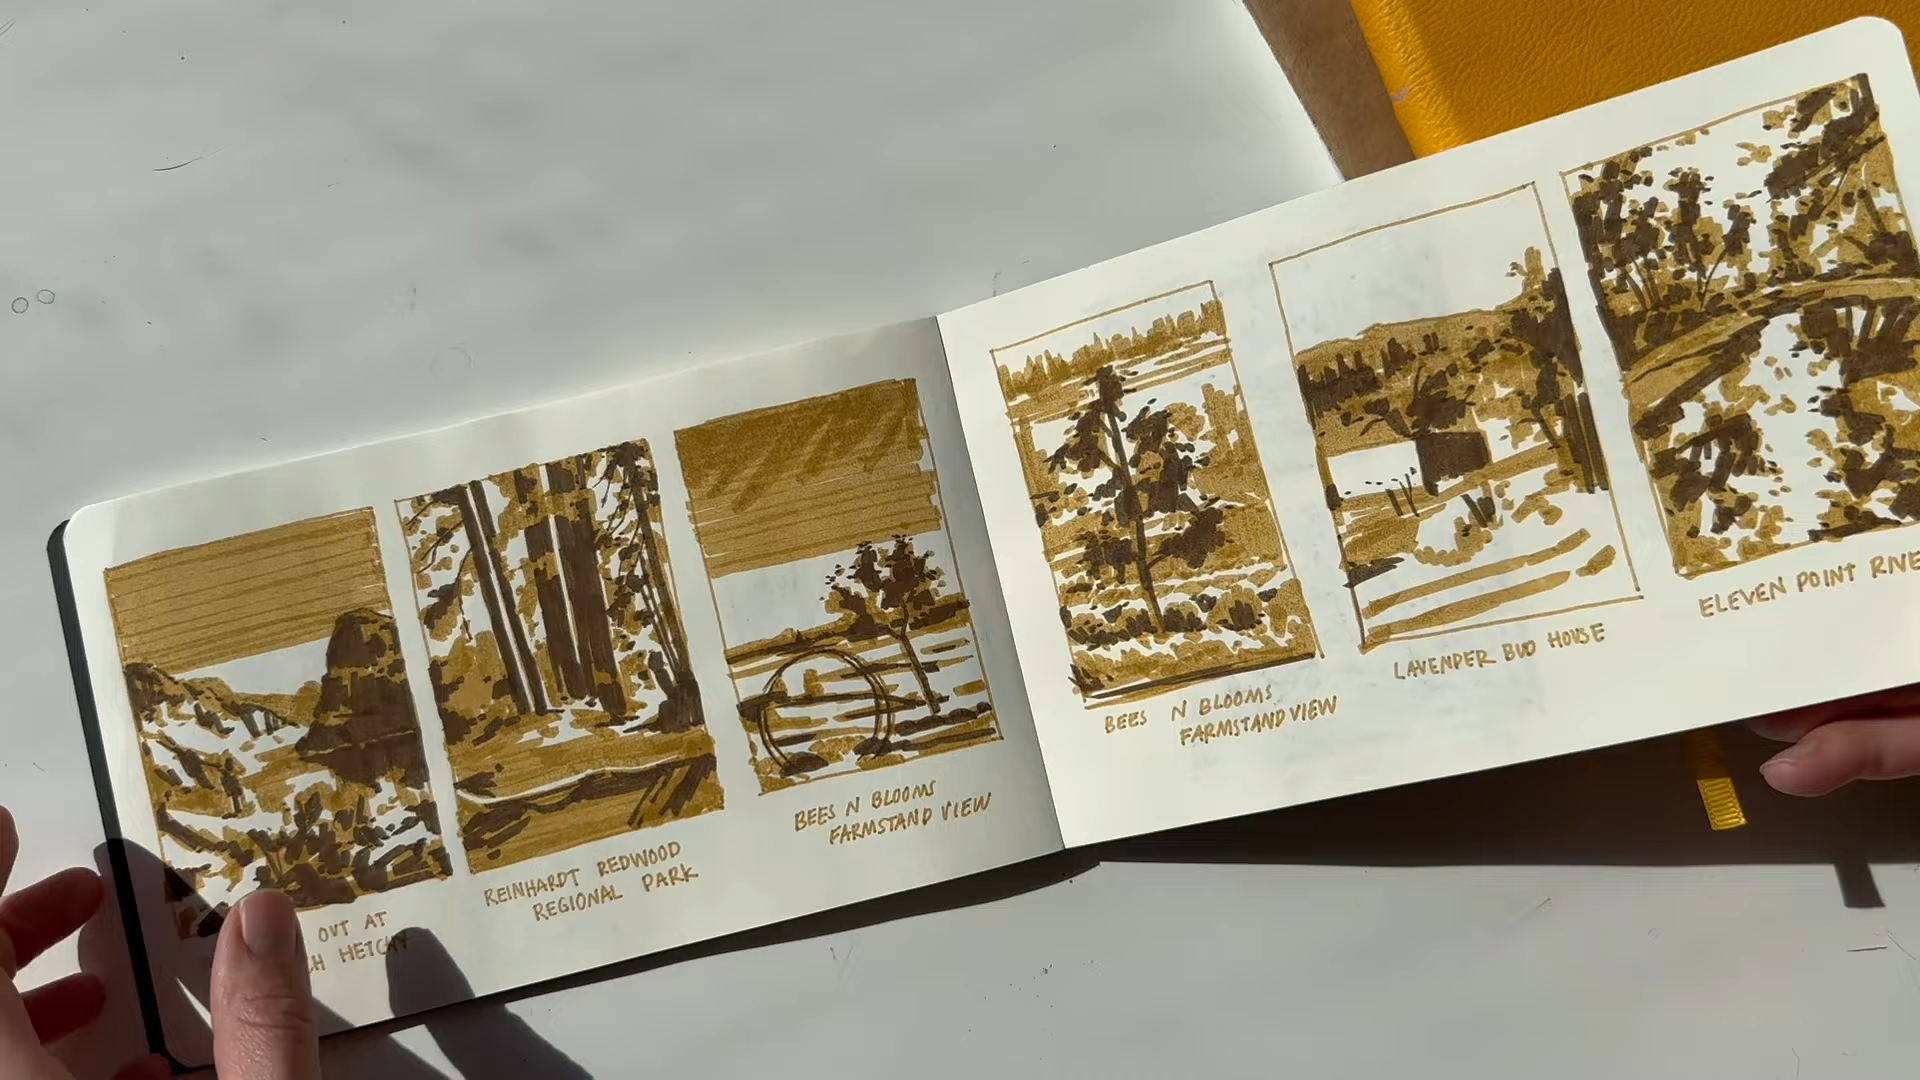 OUT AT
HETCHY
REINHARDT REDWOOD
REGIONAL PARK
BEES N BLOOMS
FARMSTAND VIEW
BEES N BLOOMS
FARMSTAND VIEW
LAVENDER BUD HOUSE
ELEVEN POINT